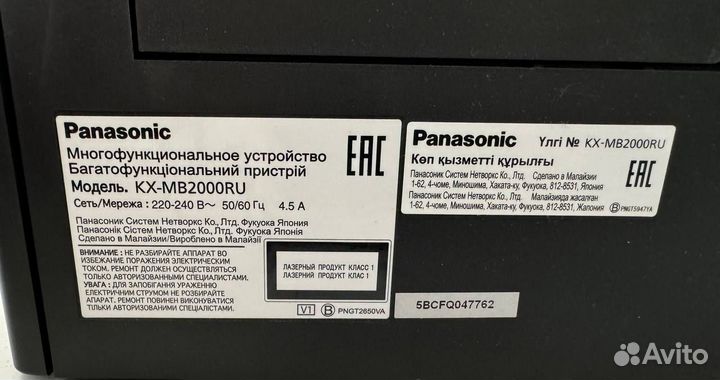 Panasonic
Многофункциональное устройство
Багатофункціональний пристрій
Модель. KX-MB2000RU
Сеть/Мережа : 220-240 В~ 50/60 Гц 4.5 А
Панасоник Систем Нетворкс Ко., Лтд. Фукуока Япония
Панасонік Систем Нетворкс Ко., Лтд. Фукуока Японія
Сделано в Малайзии/Вироблено в Малайзії
EAC
ВНИМАНИЕ : НЕ РАЗБИРАЙТЕ АППАРАТ ВО
ИЗБЕЖАНИЕ ПОРАЖЕНИЯ ЭЛЕКТРИЧЕСКИМ
ТОКОМ. РЕМОНТ ДОЛЖЕН ОСУЩЕСТВЛЯТЬСЯ
ТОЛЬКО АВТОРИЗОВАННЫМИ СПЕЦИАЛИСТАМИ.
УВАГА : ДЛЯ ЗАПОБІГАННЯ УРАЖЕННЮ
ЕЛЕКТРИЧНИМ СТРУМОМ НЕ РОЗБИРАЙТЕ
АПАРАТ. РЕМОНТ ПОВИНЕН ВИКОНУВАТИСЯ
ТІЛЬКИ АВТОРИЗОВАНИМИ СПЕЦІАЛІСТАМИ.
ЛАЗЕРНЫЙ ПРОДУКТ КЛАСС 1
ЛАЗЕРНИЙ ПРОДУКТ КЛАС 1
V1 B PNGT2650VA
Panasonic Үлгі № KX-MB2000RU
Көп қызметті құрылғы
Панасоник Систем Нетворкс Ко., Лтд. Сделано в Малайзии
1-62, 4-чоме, Миношима, Хаката-ку, Фукуока, 812-8531, Япония
Панасоник Систем Нетворкс Ко., Лтд. Малайзияда жасалған
1-62, 4-чоме, Миношима, Хаката-ку, Фукуока, 812-8531, Жапония
EAC
B PNGT5947YA
5BCFQ047762
Avito